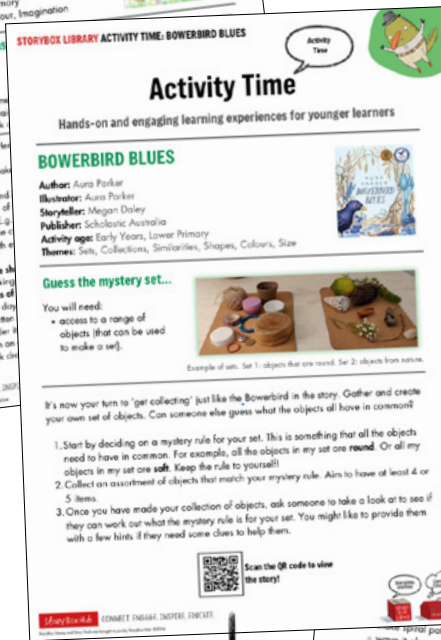 our, Imagination
STORYBOX LIBRARY ACTIVITY TIME: BOWERBIRD BLUES
Activity
Time
Activity Time
Hands-on and engaging learning experiences for younger learners
BOWERBIRD BLUES
Author: Aura Parker
Illustrator: Aura Parker
Storyteller: Megan Daley
Publisher: Scholastic Australia
Activity age: Early Years, Lower Primary
Themes: Sets, Collections, Similarities, Shapes, Colours, Size
AURA
PARKER
BOWERBIRD
BLUES
Guess the mystery set...
You will need:
• access to a range
of objects (that can be used
to make a set).
Example of sets. Set 1: objects that are round. Set 2: objects from nature.
It's now your turn to 'get collecting' just like the Bowerbird in the story. Gather and create
your own set of objects. Can someone else guess what the objects all have in common?
1. Start by deciding on a mystery rule for your set. This is something that all the objects
need to have in common. For example, all the objects in my set are round. Or all my
objects in my set are soft. Keep the rule to yourself!
2. Collect an assortment of objects that match your mystery rule. Aim to have at least 4 or
5 items.
3. Once you have made your collection of objects, ask someone to take a look at to see if
they can work out what the mystery rule is for your set. You might like to provide them
with a few hints if they need some clues to help them.
Scan the QR code to view
the story!
Story Box Hub CONNECT. ENGAGE. INSPIRE. EDUCATE.